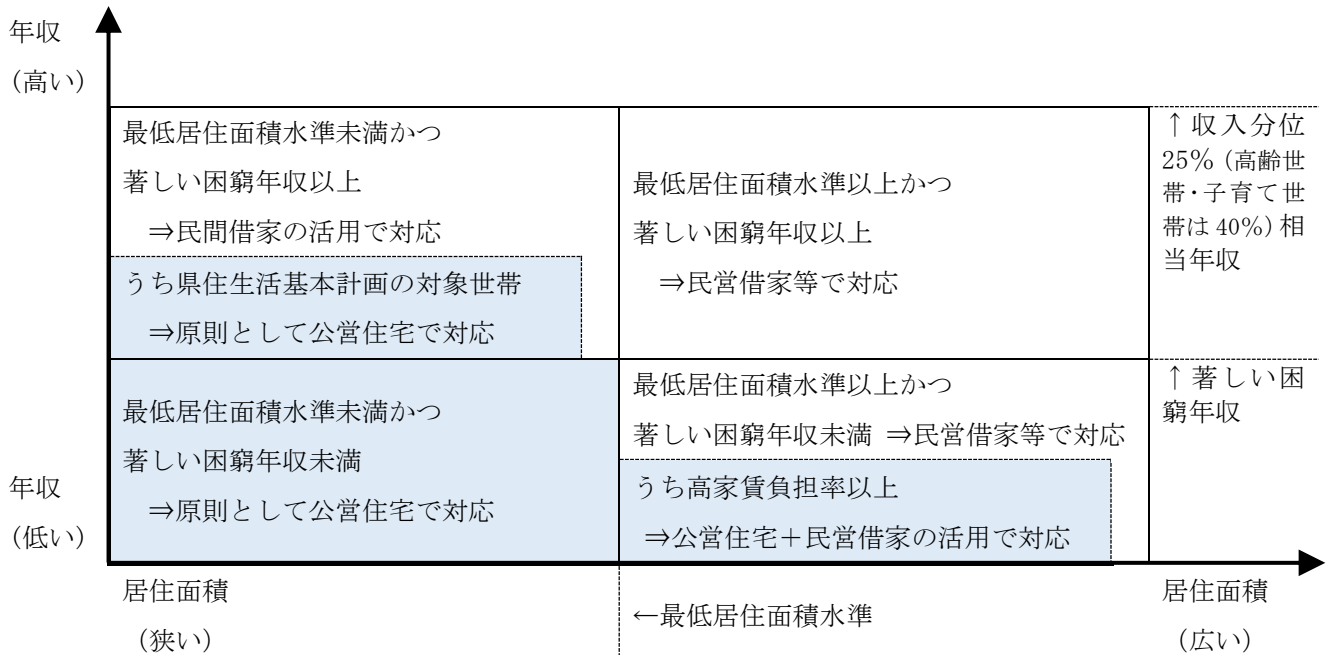 年収
（高い）
最低居住面積水準未満かつ
著しい困窮年収以上
⇒民間借家の活用で対応
うち県住生活基本計画の対象世帯
⇒原則として公営住宅で対応
最低居住面積水準以上かつ
著しい困窮年収以上
⇒民営借家等で対応
↑収入分位
25％（高齢世
帯・子育て世
帯は 40％）相
当年収
最低居住面積水準未満かつ
著しい困窮年収未満
⇒原則として公営住宅で対応
最低居住面積水準以上かつ
著しい困窮年収未満 ⇒民営借家等で対応
うち高家賃負担率以上
⇒公営住宅＋民営借家の活用で対応
↑著しい困
窮年収
年収
（低い）
居住面積
（狭い）
←最低居住面積水準
居住面積
（広い）